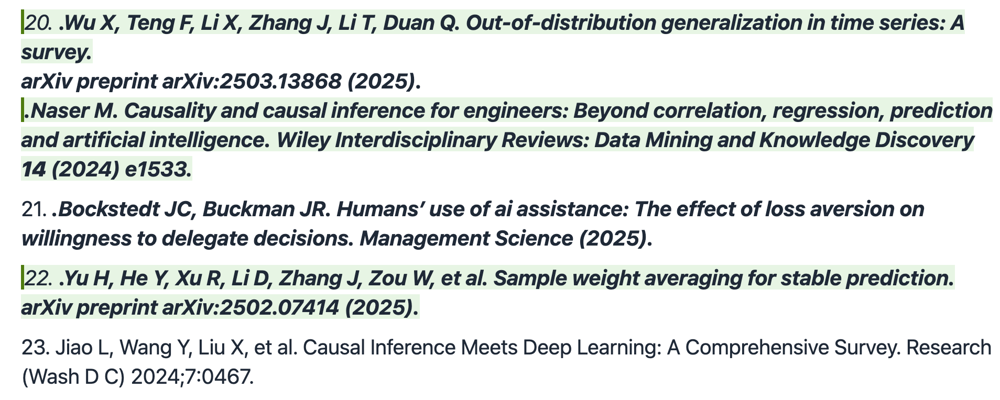 20. .Wu X, Teng F, Li X, Zhang J, Li T, Duan Q. Out-of-distribution generalization in time series: A
survey.
arXiv preprint arXiv:2503.13868 (2025).
.Naser M. Causality and causal inference for engineers: Beyond correlation, regression, prediction
and artificial intelligence. Wiley Interdisciplinary Reviews: Data Mining and Knowledge Discovery
14 (2024) e1533.
21. .Bockstedt JC, Buckman JR. Humans’ use of ai assistance: The effect of loss aversion on
willingness to delegate decisions. Management Science (2025).
22. .Yu H, He Y, Xu R, Li D, Zhang J, Zou W, et al. Sample weight averaging for stable prediction.
arXiv preprint arXiv:2502.07414 (2025).
23. Jiao L, Wang Y, Liu X, et al. Causal Inference Meets Deep Learning: A Comprehensive Survey. Research
(Wash D C) 2024;7:0467.